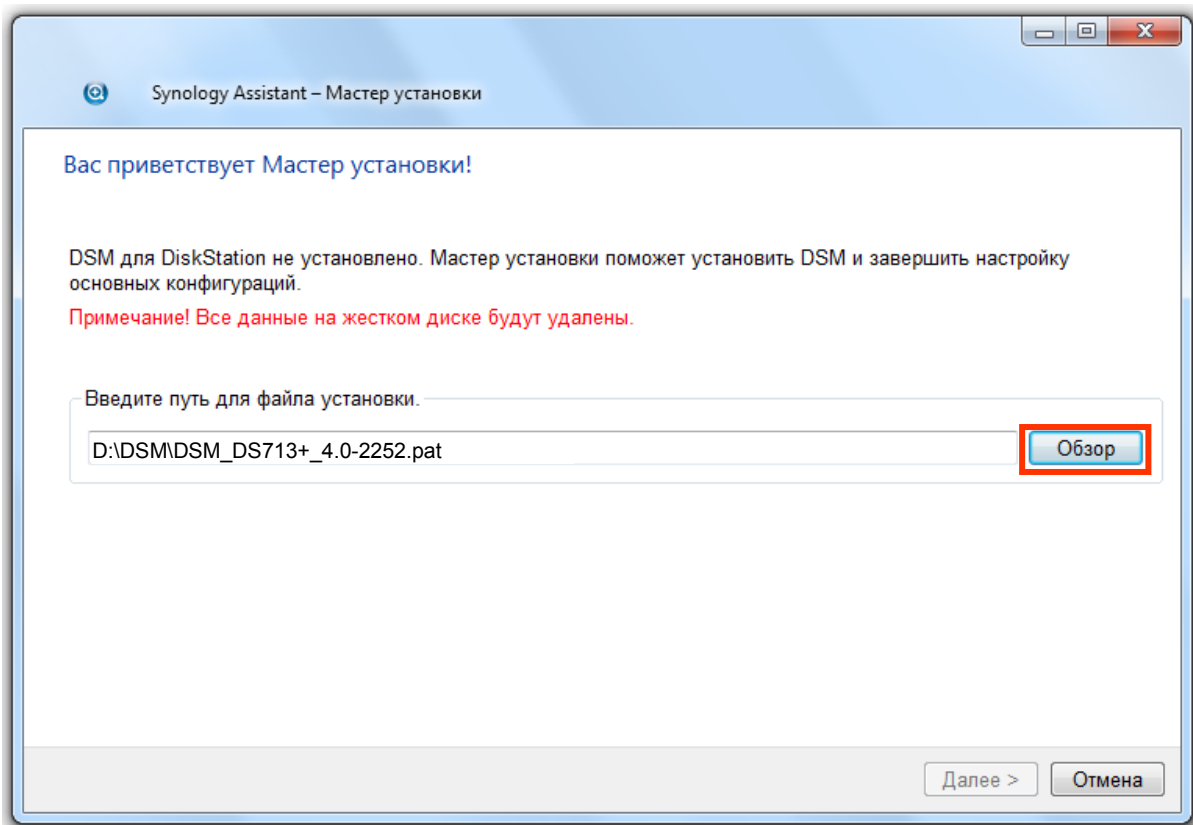 Synology Assistant – Мастер установки
Вас приветствует Мастер установки!
DSM для DiskStation не установлено. Мастер установки поможет установить DSM и завершить настройку
основных конфигураций.
Примечание! Все данные на жестком диске будут удалены.
Введите путь для файла установки.
D:\DSM\DSM_DS713+_4.0-2252.pat
Обзор
Далее >
Отмена